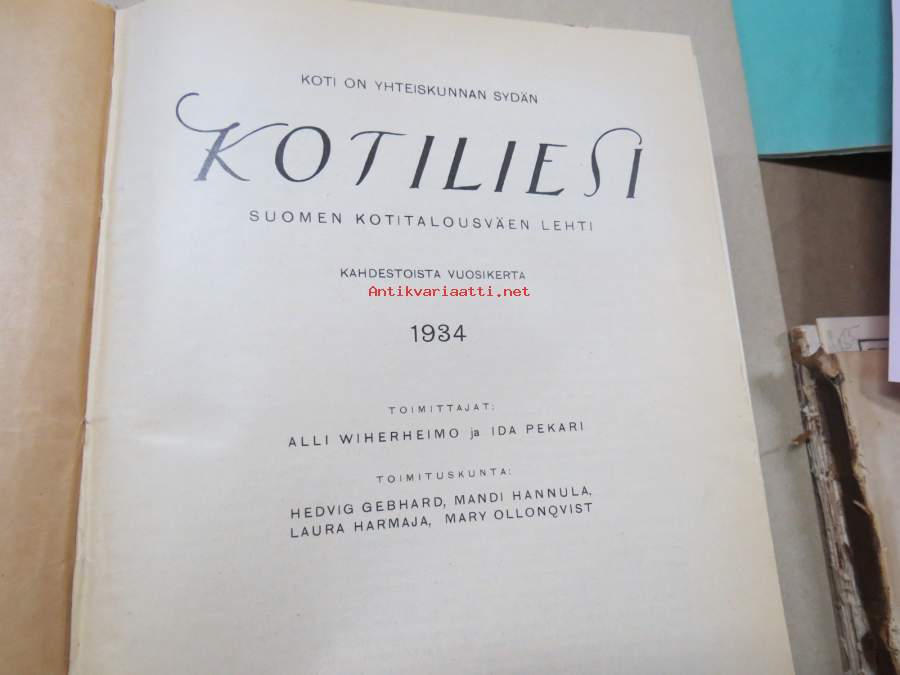 KOTI ON YHTEISKUNNAN SYDÄN
KOTILIESI
SUOMEN KOTITALOUSVÄEN LEHTI
KAHDESTOISTA VUOSIKERTA
Antikvariaatti.net
1934
TOIMITTAJAT:
ALLI WIHERHEIMO ja IDA PEKARI
TOIMITUSKUNTA:
HEDVIG GEBHARD, MANDI HANNULA,
LAURA HARMAJA, MARY OLLONQVIST